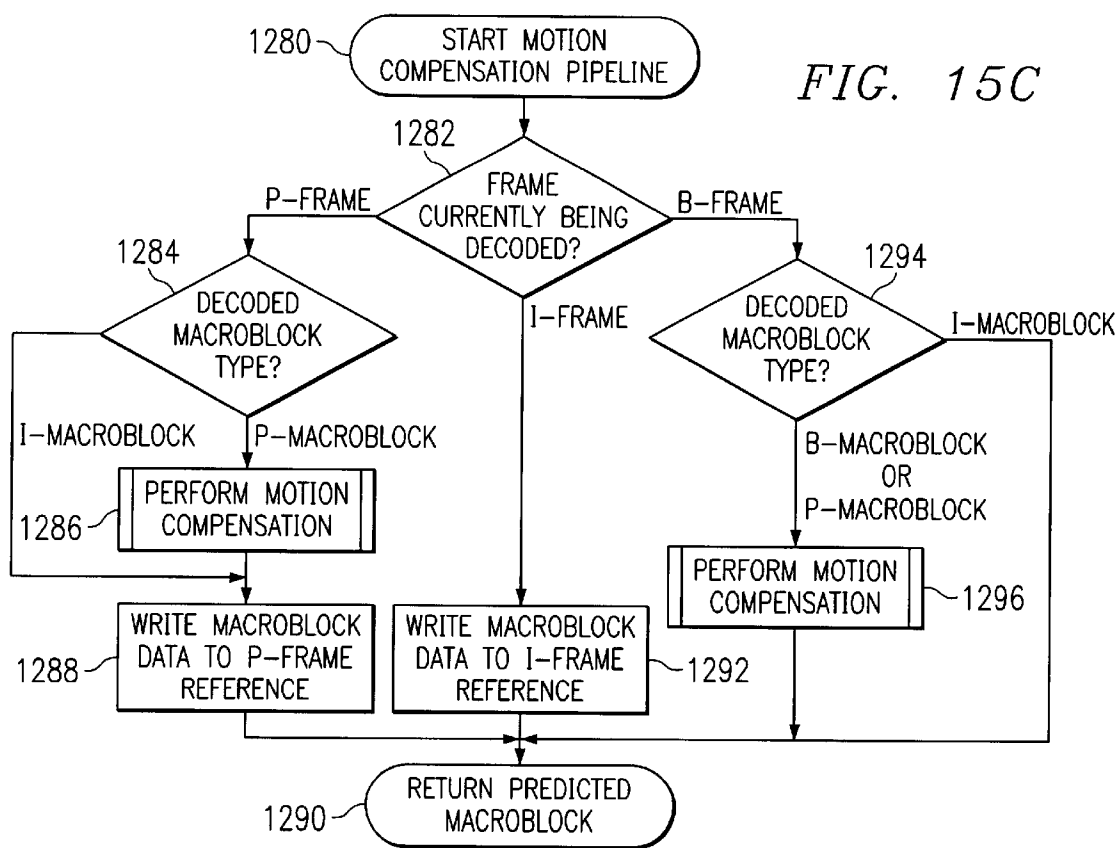 1280
START MOTION
COMPENSATION PIPELINE
FIG. 15C
1282
FRAME
CURRENTLY BEING
DECODED?
P-FRAME
B-FRAME
I-FRAME
1284
DECODED
MACROBLOCK
TYPE?
1294
DECODED
MACROBLOCK
TYPE?
I-MACROBLOCK
I-MACROBLOCK
P-MACROBLOCK
B-MACROBLOCK
OR
P-MACROBLOCK
1286
PERFORM MOTION
COMPENSATION
PERFORM MOTION
COMPENSATION
1296
1288
WRITE MACROBLOCK
DATA TO P-FRAME
REFERENCE
WRITE MACROBLOCK
DATA TO I-FRAME
REFERENCE
1292
1290
RETURN PREDICTED
MACROBLOCK